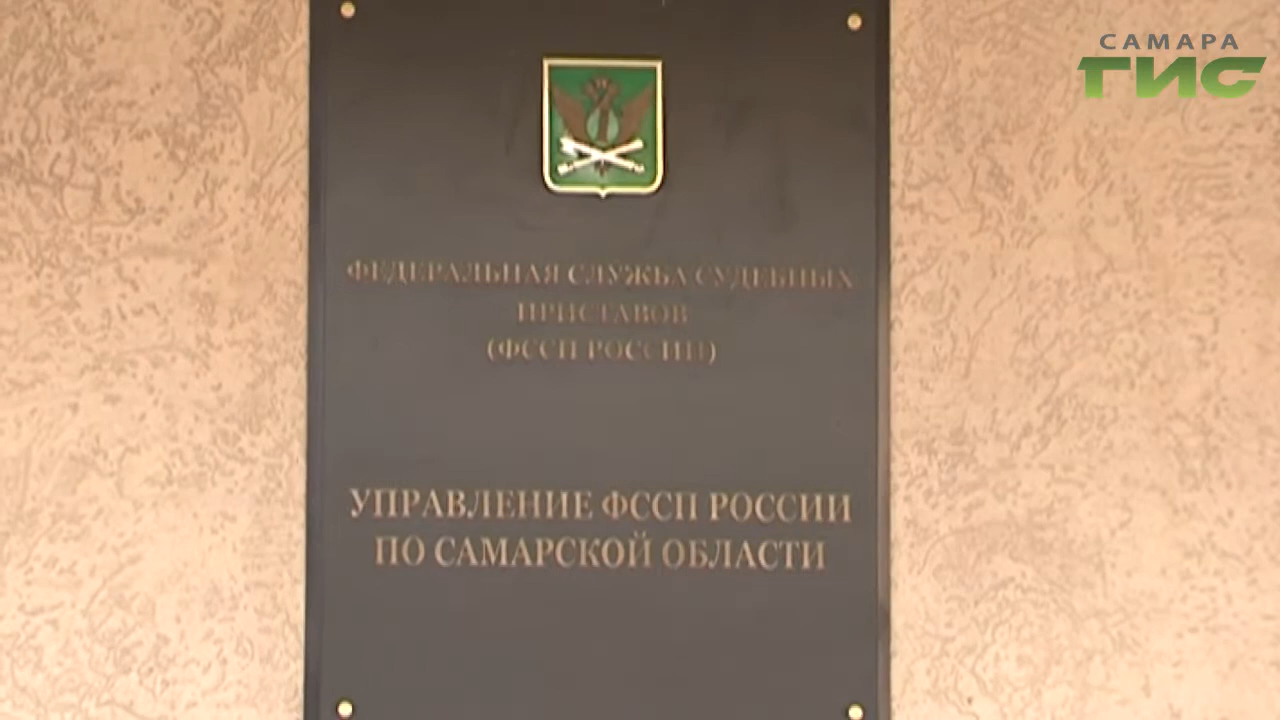 САМАРА
ГИС
ФЕДЕРАЛЬНАЯ СЛУЖБА СУДЕБНЫХ
ПРИСТАВОВ
(ФССП РОССИИ)
УПРАВЛЕНИЕ ФССП РОССИИ
ПО САМАРСКОЙ ОБЛАСТИ